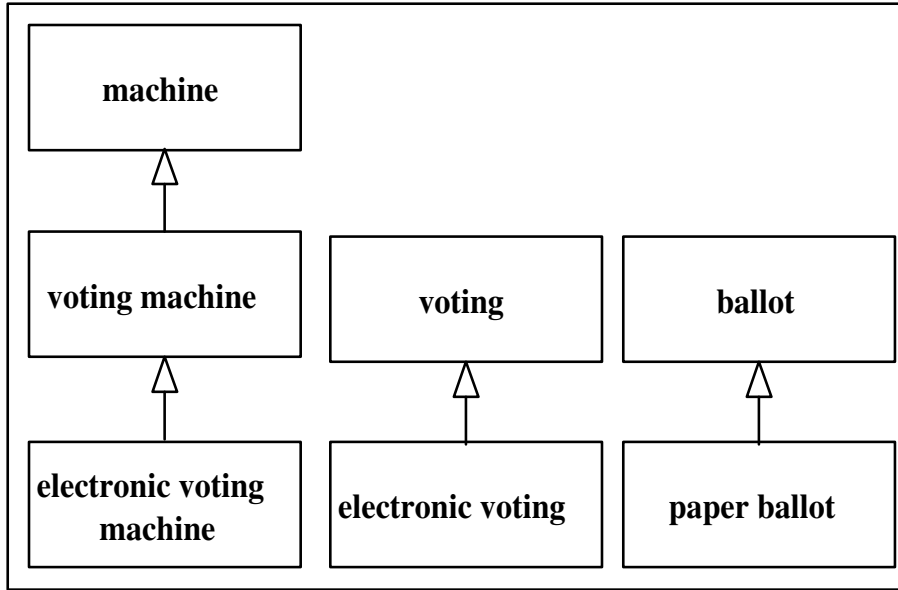 machine
voting machine
voting
ballot
electronic voting
machine
electronic voting
paper ballot